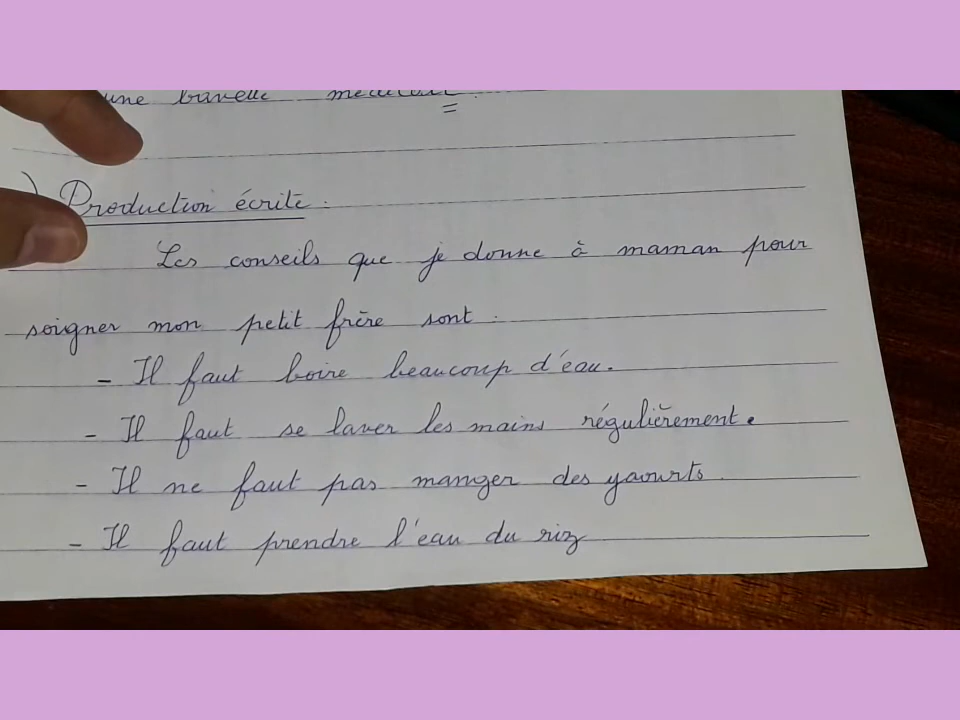 une
) Production écrite :
Les conseils que je donne à maman pour
soigner mon petit frère sont :
- Il faut boire beaucoup d'eau.
- Il faut se laver les mains régulièrement.
- Il ne faut pas manger des yaourts.
- Il faut prendre l'eau du riz